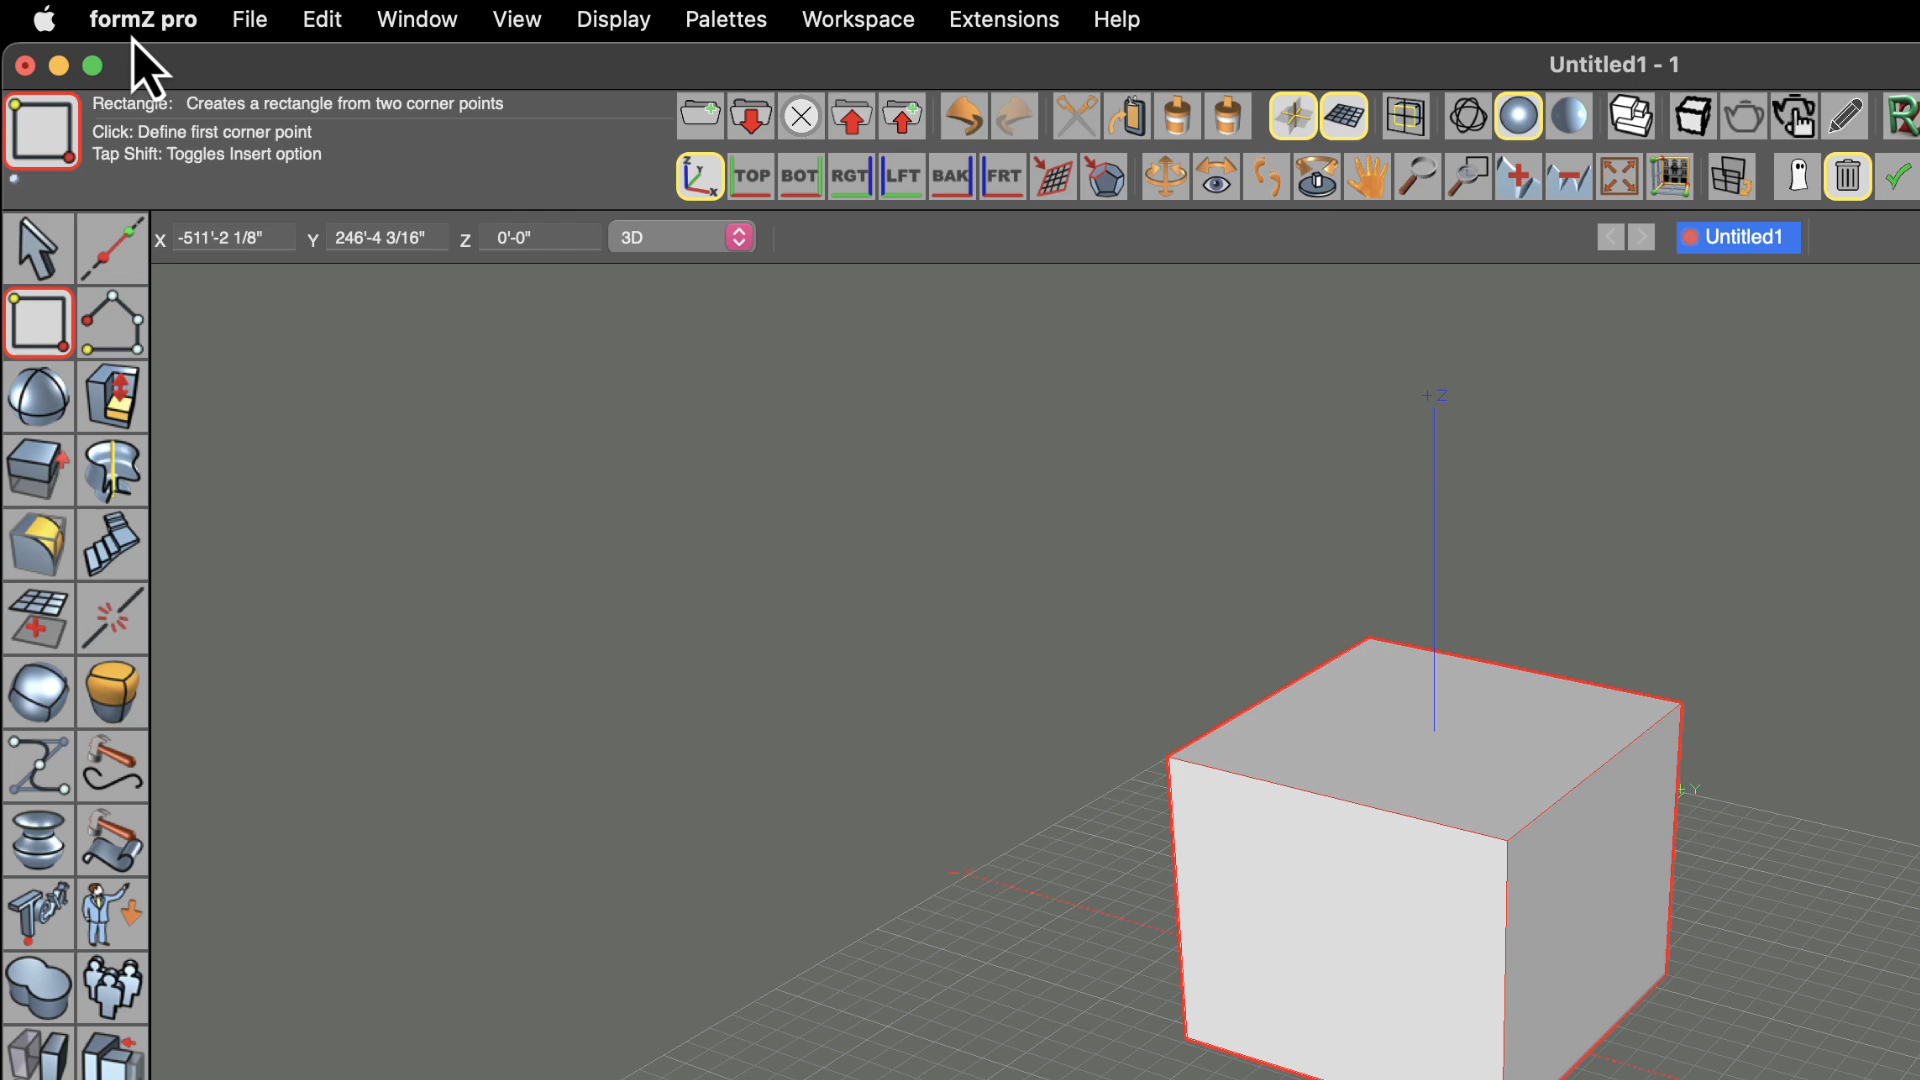 formZ pro File Edit Window View Display Palettes Workspace Extensions Help
Untitled1 - 1
Rectangle: Creates a rectangle from two corner points
Click: Define first corner point
Tap Shift: Toggles Insert option
R
Z Y X TOP BOT RGT LFT BAK FRT
X -511'-2 1/8" Y 246'-4 3/16" Z 0'-0" 3D Untitled1
+Z
+Y